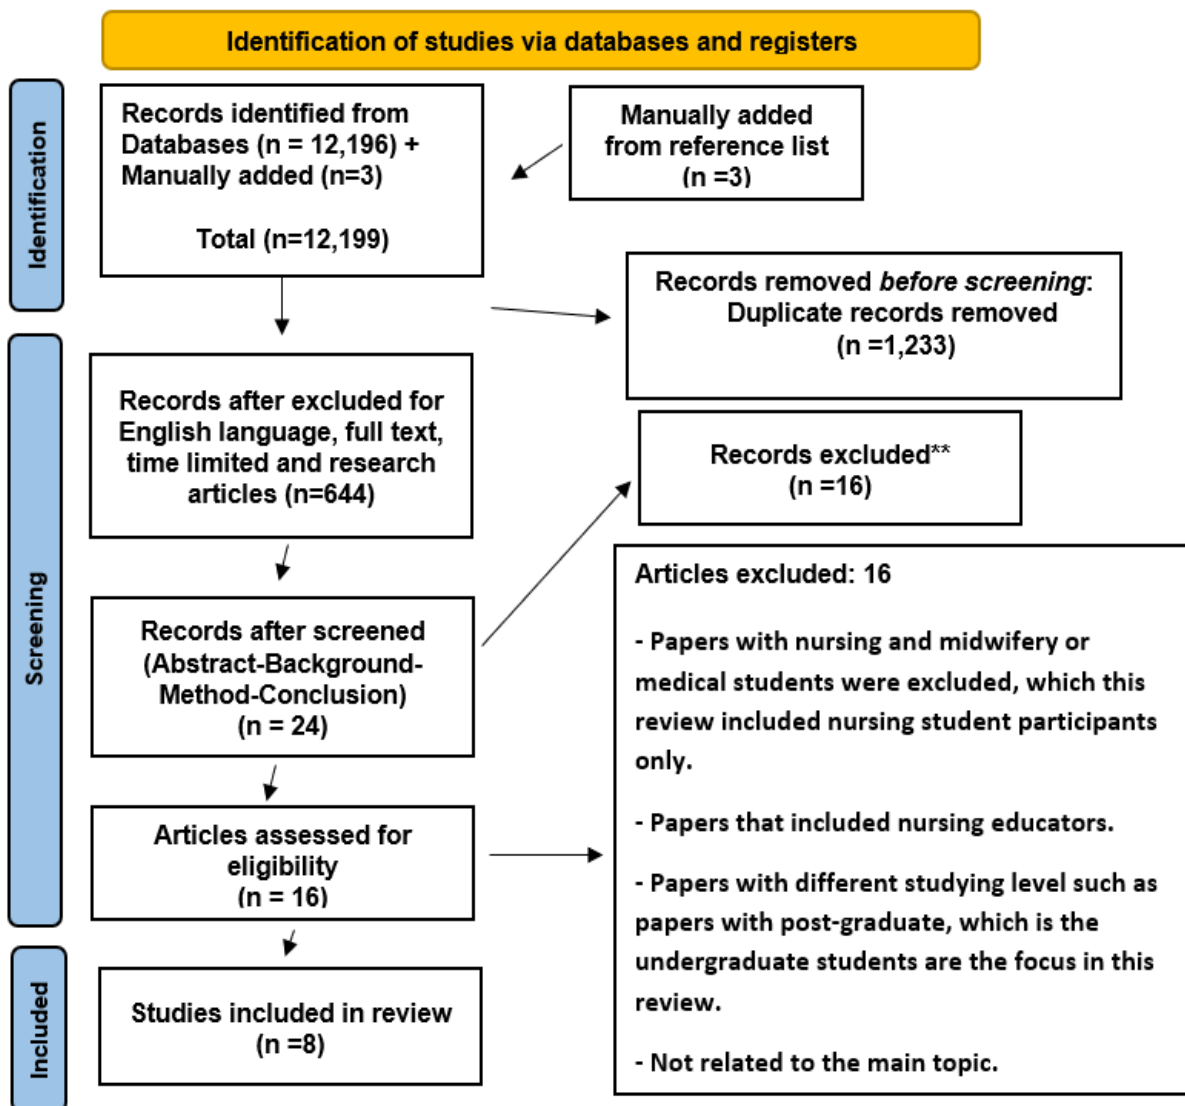 Identification of studies via databases and registers
Identification
Records identified from
Databases (n = 12,196) +
Manually added (n=3)
Total (n=12,199)
Manually added
from reference list
(n =3)
Records removed before screening:
Duplicate records removed
(n =1,233)
Screening
Records after excluded for
English language, full text,
time limited and research
articles (n=644)
Records excluded**
(n =16)
Records after screened
(Abstract-Background-
Method-Conclusion)
(n = 24)
Articles assessed for
eligibility
(n = 16)
Articles excluded: 16
- Papers with nursing and midwifery or
medical students were excluded, which this
review included nursing student participants
only.
- Papers that included nursing educators.
- Papers with different studying level such as
papers with post-graduate, which is the
undergraduate students are the focus in this
review.
- Not related to the main topic.
Included
Studies included in review
(n =8)